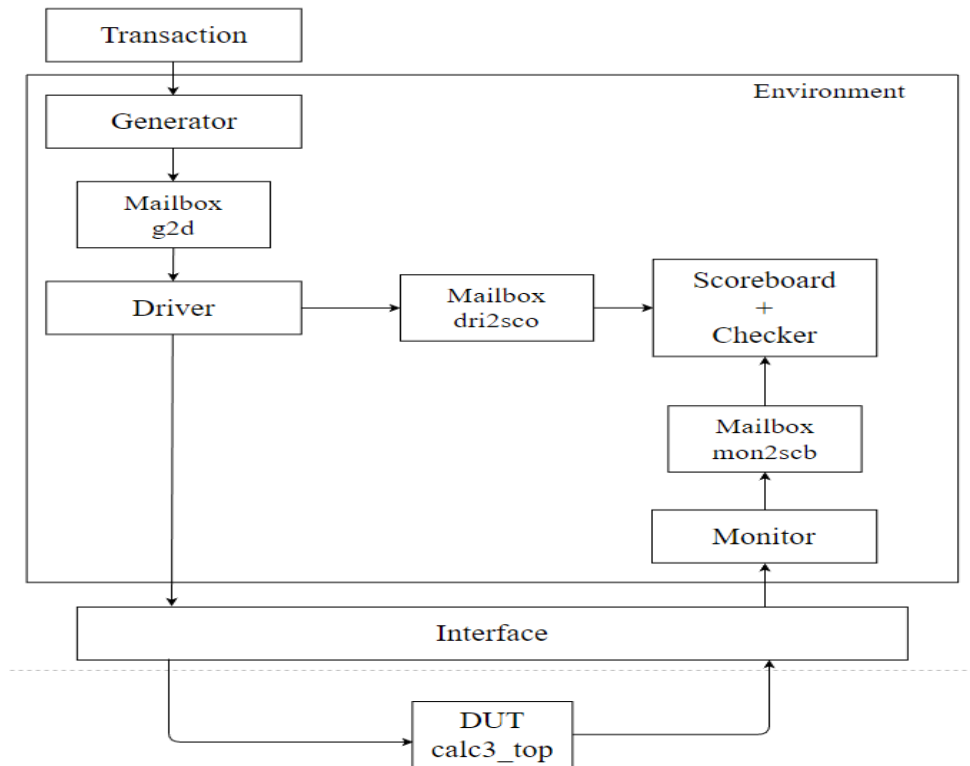 Transaction
Environment
Generator
Mailbox
g2d
Driver
Mailbox
dri2sco
Scoreboard
+
Checker
Mailbox
mon2scb
Monitor
Interface
DUT
calc3_top